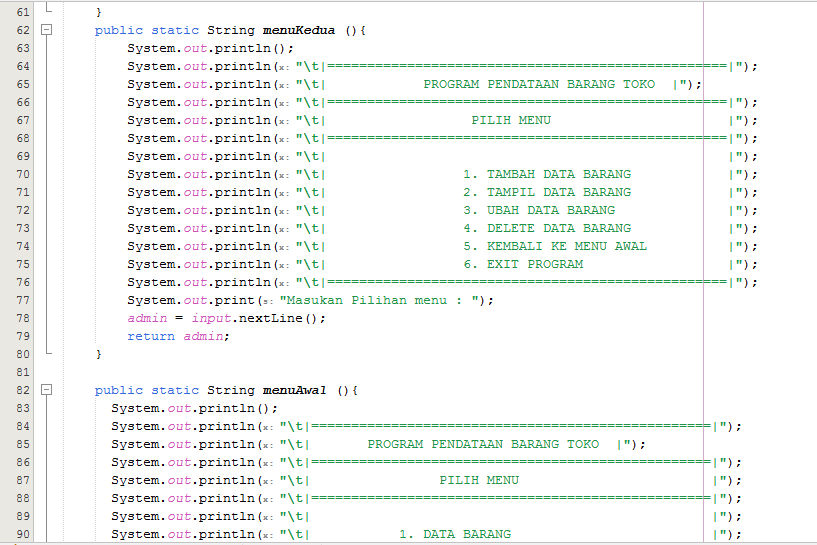 61 }
62 public static String menuKedua (){
63 System.out.println();
64 System.out.println(x: "\t|==================================================|");
65 System.out.println(x: "\t|            PROGRAM PENDATAAN BARANG TOKO  |");
66 System.out.println(x: "\t|==================================================|");
67 System.out.println(x: "\t|                  PILIH MENU                      |");
68 System.out.println(x: "\t|==================================================|");
69 System.out.println(x: "\t|                                                  |");
70 System.out.println(x: "\t|                 1. TAMBAH DATA BARANG            |");
71 System.out.println(x: "\t|                 2. TAMPIL DATA BARANG            |");
72 System.out.println(x: "\t|                 3. UBAH DATA BARANG              |");
73 System.out.println(x: "\t|                 4. DELETE DATA BARANG            |");
74 System.out.println(x: "\t|                 5. KEMBALI KE MENU AWAL          |");
75 System.out.println(x: "\t|                 6. EXIT PROGRAM                  |");
76 System.out.println(x: "\t|==================================================|");
77 System.out.print(s: "Masukan Pilihan menu : ");
78 admin = input.nextLine();
79 return admin;
80 }
81
82 public static String menuAwal (){
83 System.out.println();
84 System.out.println(x: "\t|==================================================|");
85 System.out.println(x: "\t|       PROGRAM PENDATAAN BARANG TOKO  |");
86 System.out.println(x: "\t|==================================================|");
87 System.out.println(x: "\t|                PILIH MENU                        |");
88 System.out.println(x: "\t|==================================================|");
89 System.out.println(x: "\t|                                                  |");
90 System.out.println(x: "\t|           1. DATA BARANG                         |");